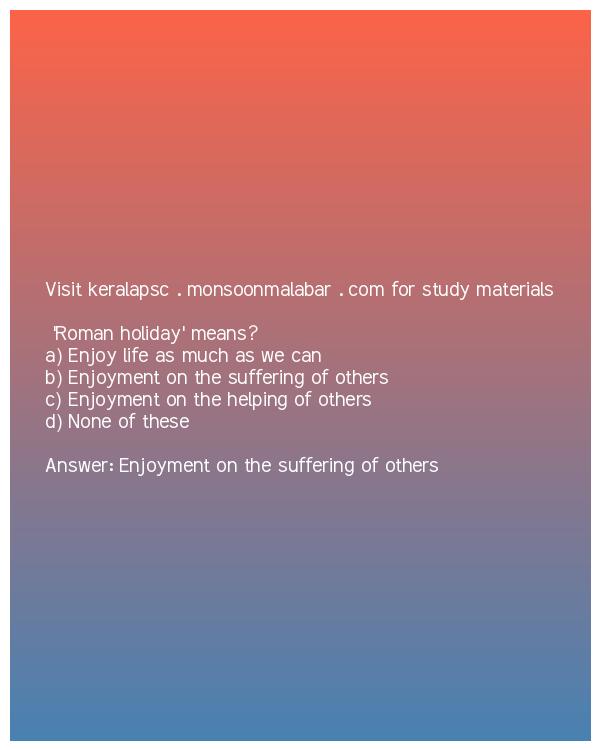 Visit keralapsc . monsoonmalabar . com for study materials
'Roman holiday' means?
a) Enjoy life as much as we can
b) Enjoyment on the suffering of others
c) Enjoyment on the helping of others
d) None of these
Answer: Enjoyment on the suffering of others